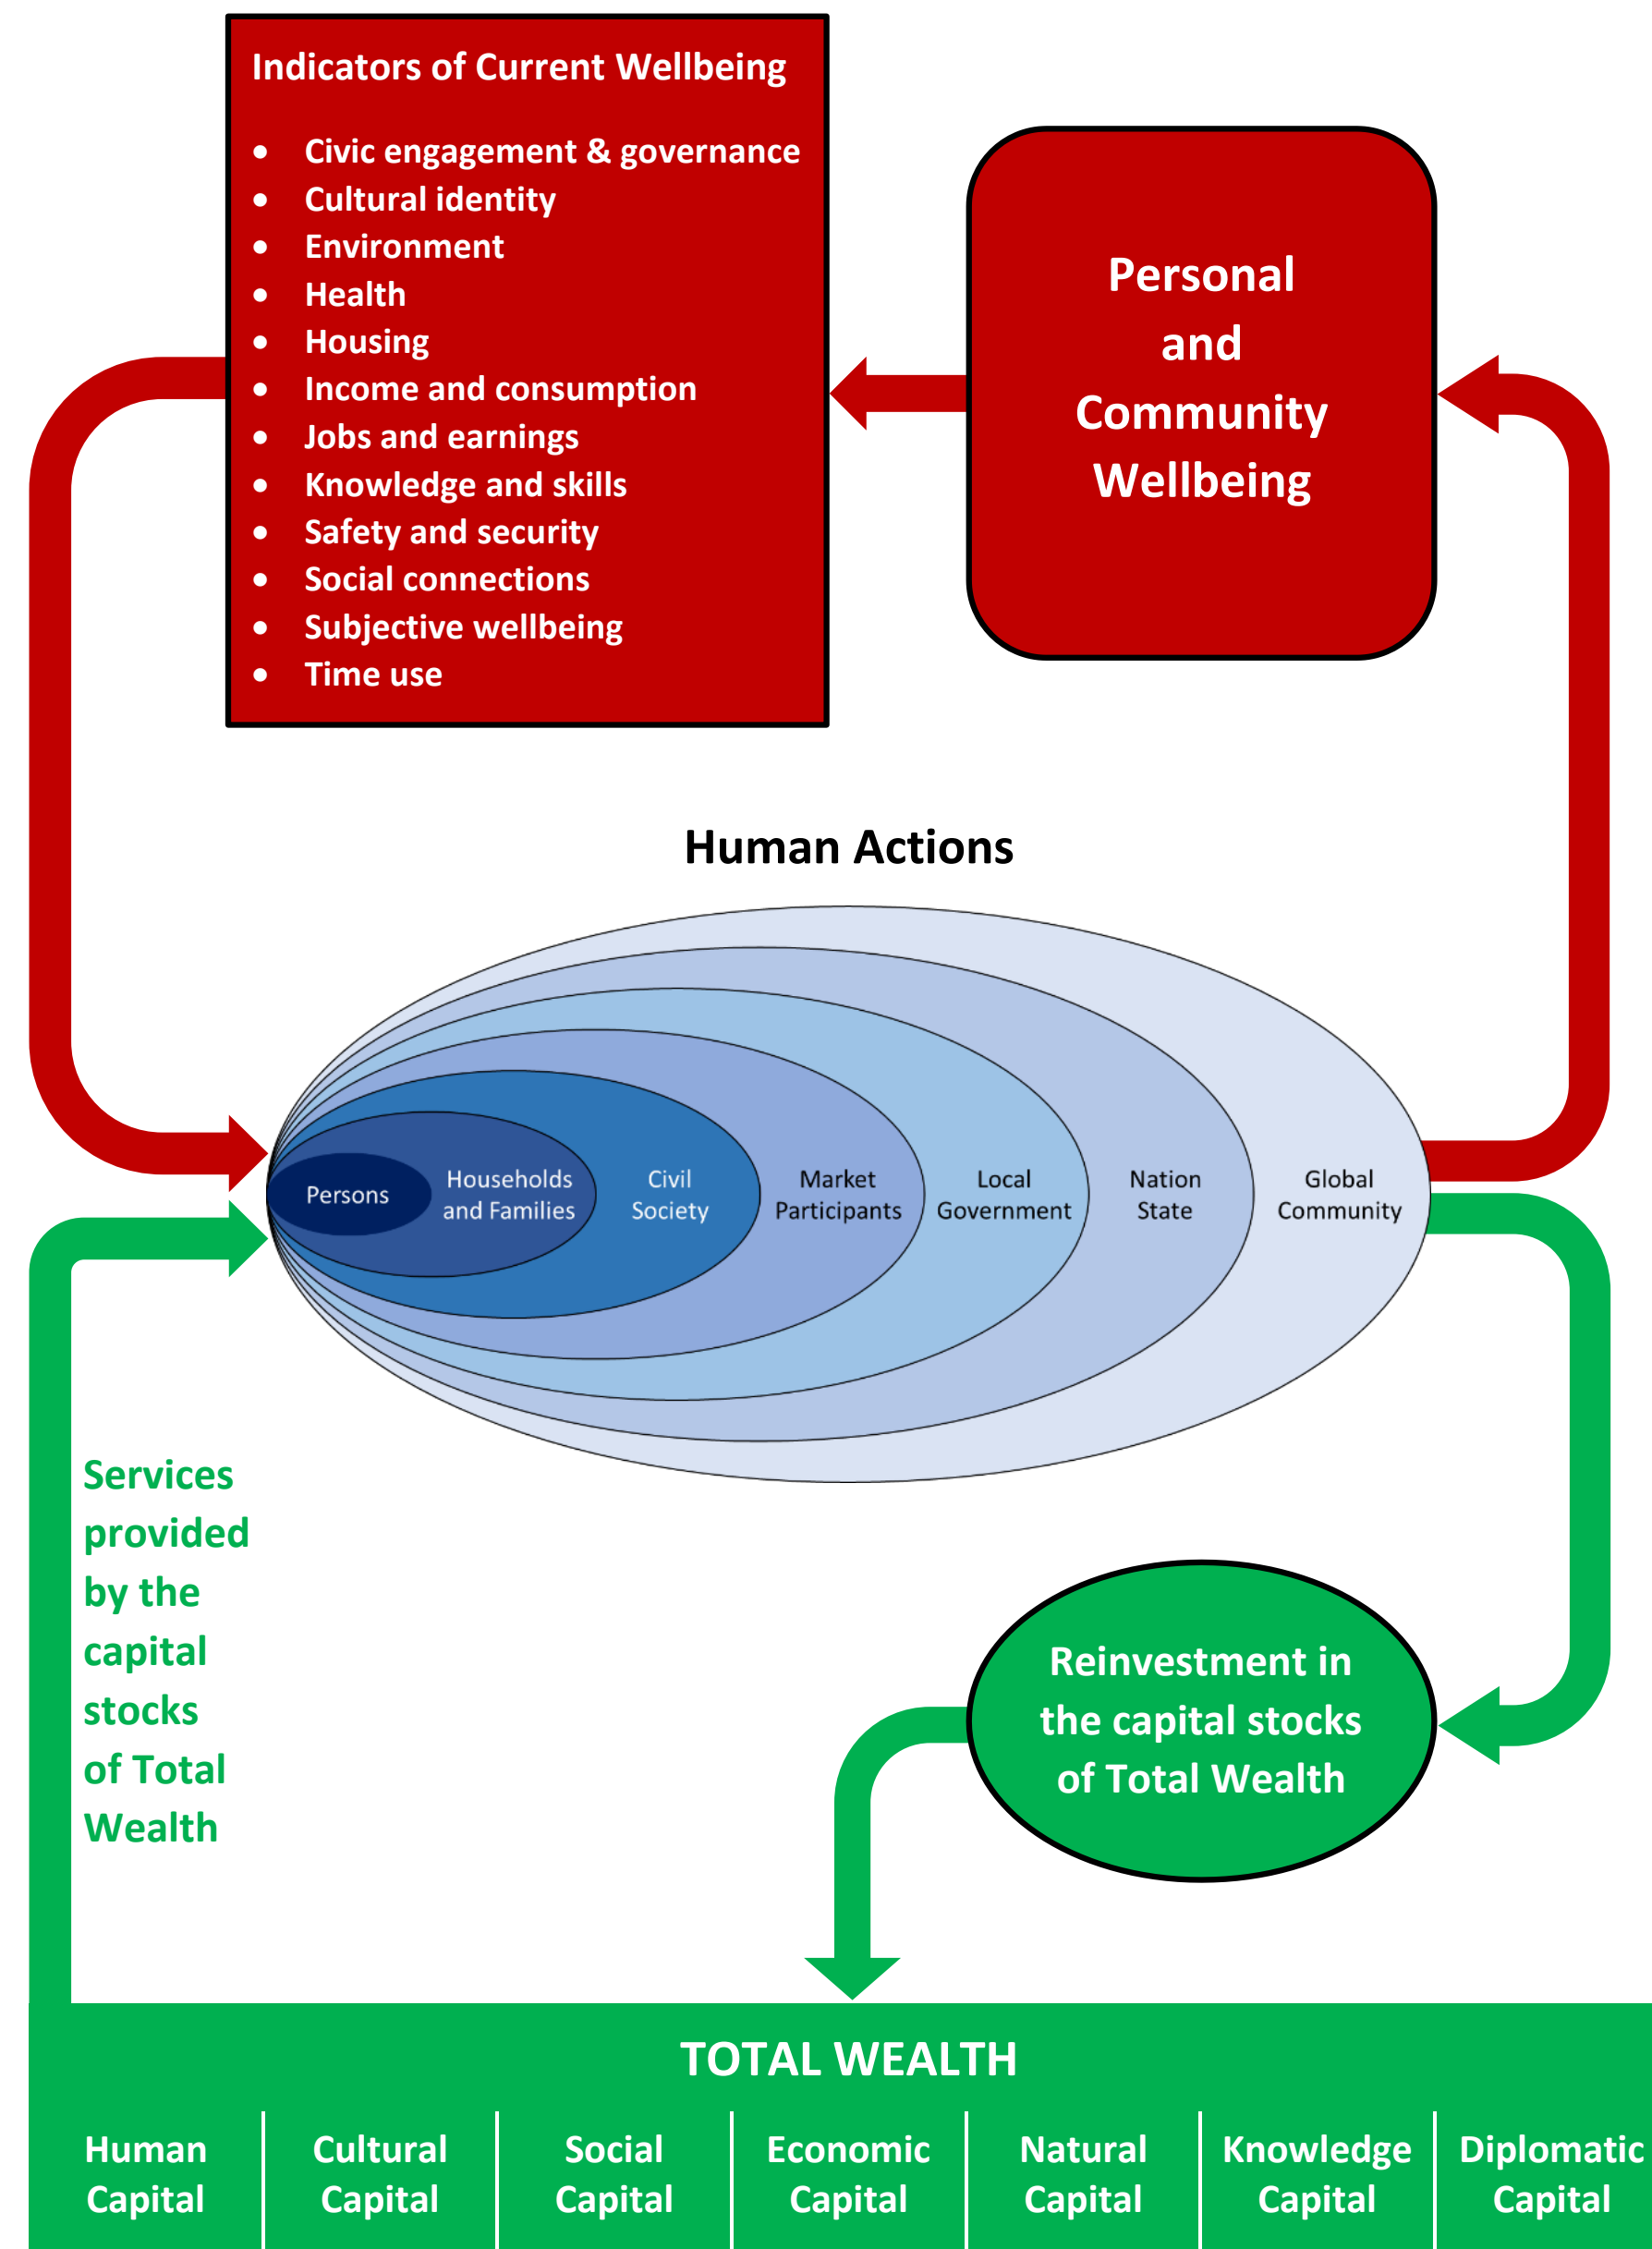 Indicators of Current Wellbeing
• Civic engagement & governance
• Cultural identity
• Environment
• Health
• Housing
• Income and consumption
• Jobs and earnings
• Knowledge and skills
• Safety and security
• Social connections
• Subjective wellbeing
• Time use
Personal
and
Community
Wellbeing
Human Actions
Persons
Households
and Families
Civil
Society
Market
Participants
Local
Government
Nation
State
Global
Community
Services
provided
by the
capital
stocks
of Total
Wealth
Reinvestment in
the capital stocks
of Total Wealth
TOTAL WEALTH
Human
Capital
Cultural
Capital
Social
Capital
Economic
Capital
Natural
Capital
Knowledge
Capital
Diplomatic
Capital